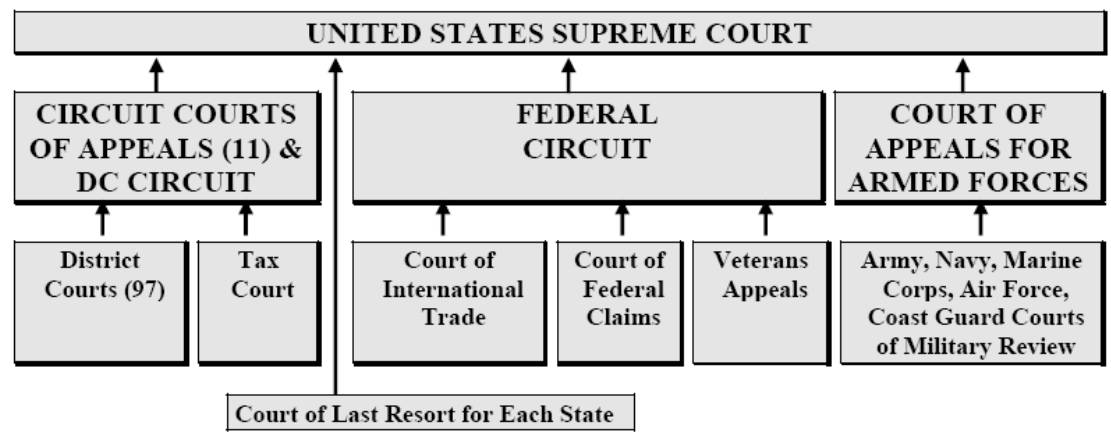 UNITED STATES SUPREME COURT
CIRCUIT COURTS
OF APPEALS (11) &
DC CIRCUIT
FEDERAL
CIRCUIT
COURT OF
APPEALS FOR
ARMED FORCES
District
Courts (97)
Tax
Court
Court of
International
Trade
Court of
Federal
Claims
Veterans
Appeals
Army, Navy, Marine
Corps, Air Force,
Coast Guard Courts
of Military Review
Court of Last Resort for Each State